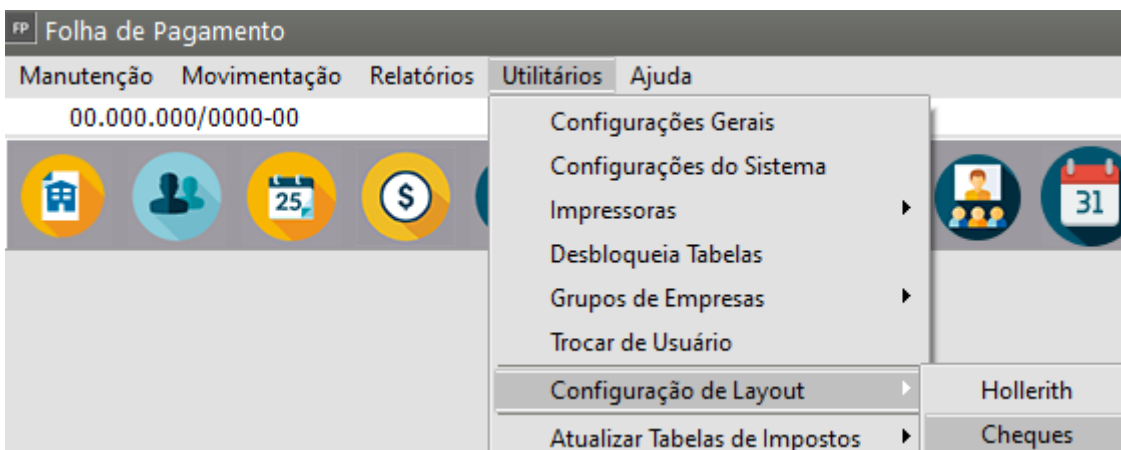 FP Folha de Pagamento
Manutenção Movimentação Relatórios Utilitários Ajuda
00.000.000/0000-00
Configurações Gerais
Configurações do Sistema
Impressoras
Desbloqueia Tabelas
Grupos de Empresas
Trocar de Usuário
Configuração de Layout
Hollerith
Atualizar Tabelas de Impostos
Cheques
25
$
31